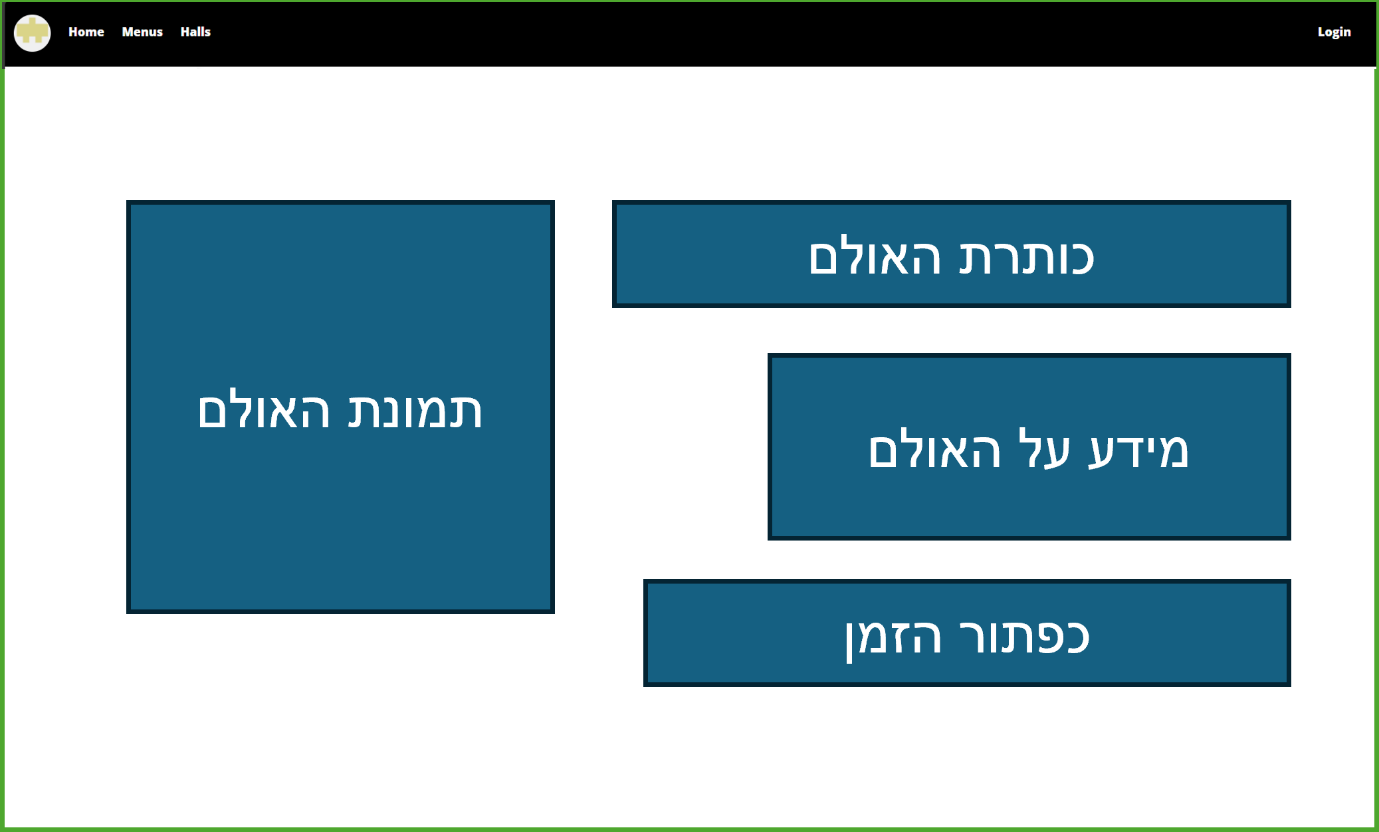 Home Menus Halls Login
כותרת האולם
תמונת האולם
מידע על האולם
כפתור הזמן